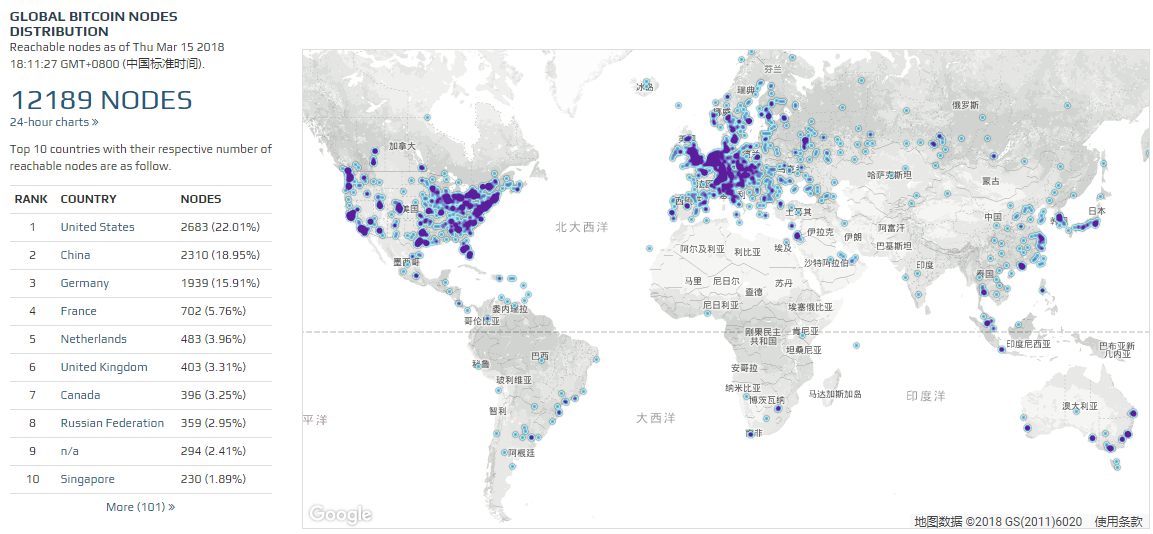 GLOBAL BITCOIN NODES
DISTRIBUTION
Reachable nodes as of Thu Mar 15 2018
18:11:27 GMT+0800 (中国标准时间).
12189 NODES
24-hour charts »
Top 10 countries with their respective number of
reachable nodes are as follow.
RANK COUNTRY NODES
1 United States 2683 (22.01%)
2 China 2310 (18.95%)
3 Germany 1939 (15.91%)
4 France 702 (5.76%)
5 Netherlands 483 (3.96%)
6 United Kingdom 403 (3.31%)
7 Canada 396 (3.25%)
8 Russian Federation 359 (2.95%)
9 n/a 294 (2.41%)
10 Singapore 230 (1.89%)
More (101) »
芬兰
冰岛
瑞典
挪威
俄罗斯
英国
加拿大
哈萨克斯坦
蒙古
美国
土耳其
中国
日本
北大西洋
伊拉克
伊朗
阿富汗
阿尔及利亚
利比亚
埃及
巴基斯坦
墨西哥
沙特阿拉伯
印度
泰国
马里
尼日尔
苏丹
乍得
委内瑞拉
尼日利亚
埃塞俄比亚
哥伦比亚
刚果民主
共和国
肯尼亚
印度尼西亚
巴布亚新
几内亚
坦桑尼亚
巴西
秘鲁
安哥拉
玻利维亚
纳米比亚
博茨瓦纳
马达加斯加岛
印度洋
智利
大西洋
平洋
澳大利亚
南非
阿根廷
Google
地图数据 ©2018 GS(2011)6020 使用条款